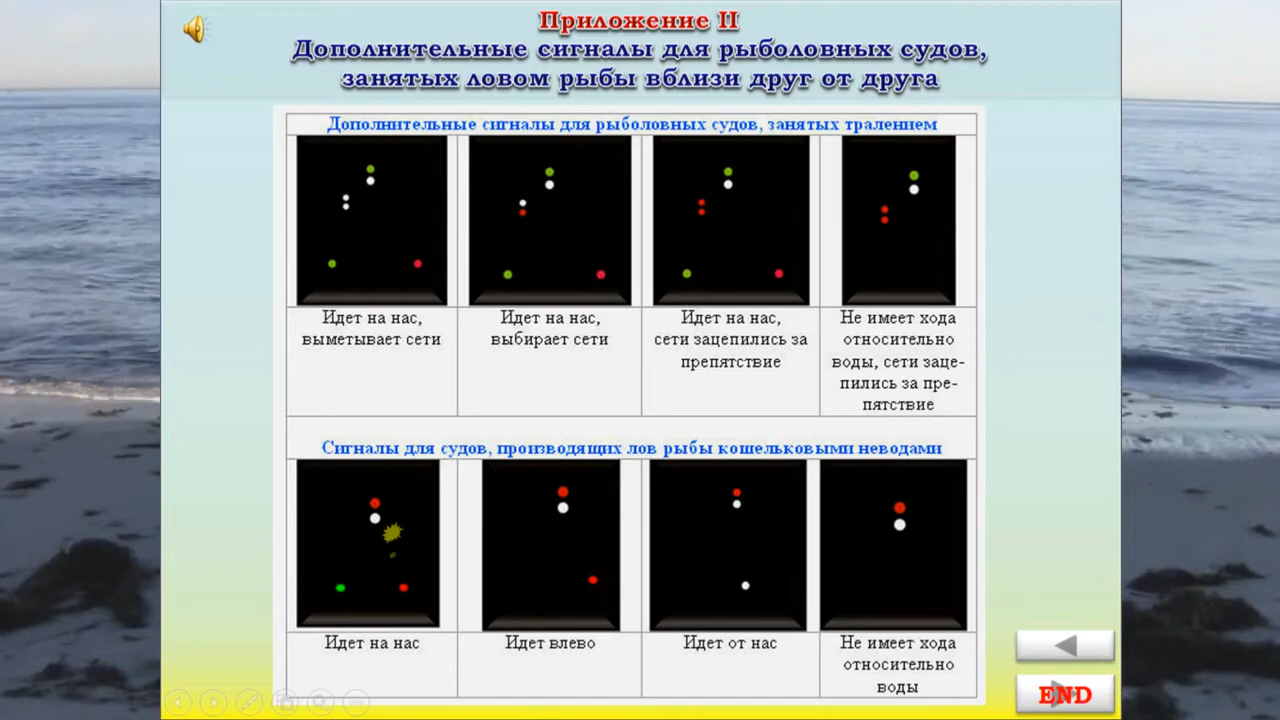 Приложение II
Дополнительные сигналы для рыболовных судов,
занятых ловом рыбы вблизи друг от друга
Дополнительные сигналы для рыболовных судов, занятых тралением
Идет на нас,
выметывает сети
Идет на нас,
выбирает сети
Идет на нас,
сети зацепились за
препятствие
Не имеет хода
относительно
воды, сети заце-
пились за пре-
пятствие
Сигналы для судов, производящих лов рыбы кошельковыми неводами
Идет на нас
Идет влево
Идет от нас
Не имеет хода
относительно
воды
END